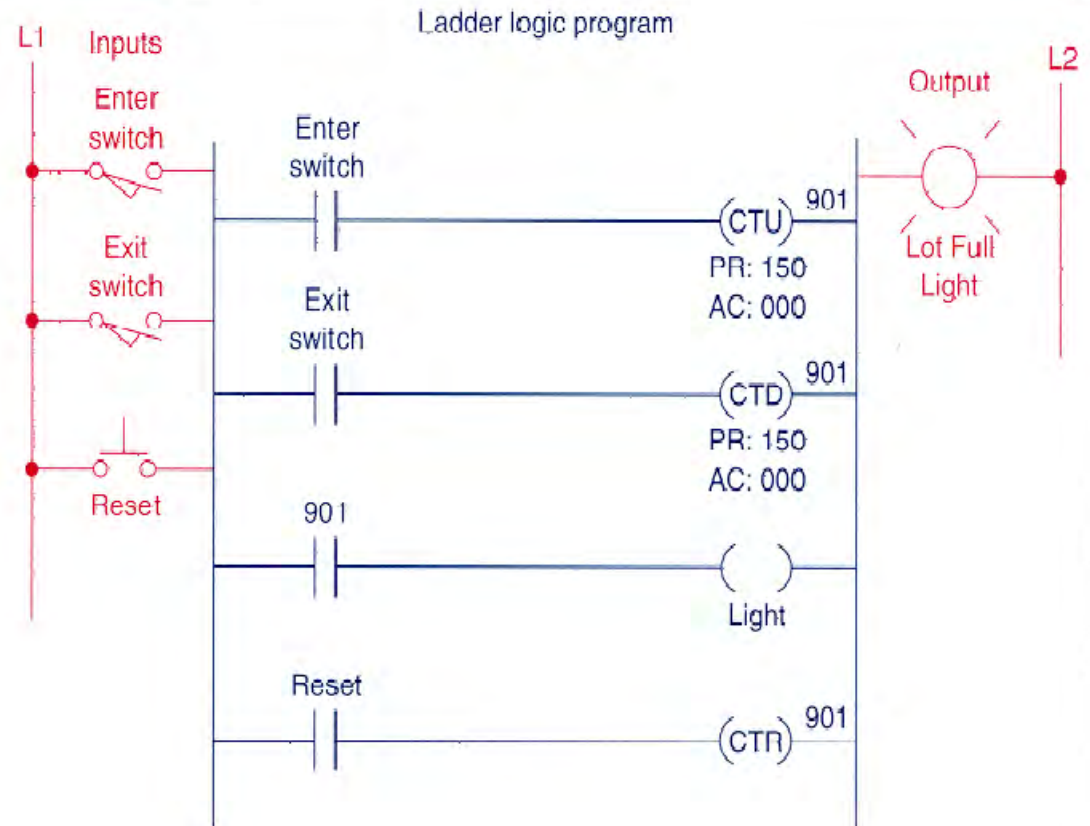 Ladder logic program
L1
Inputs
L2
Output
Enter
switch
Enter
switch
901
(CTU)
PR: 150
AC: 000
Lot Full
Light
Exit
switch
Exit
switch
901
(CTD)
PR: 150
AC: 000
Reset
901
Light
Reset
901
(CTR)